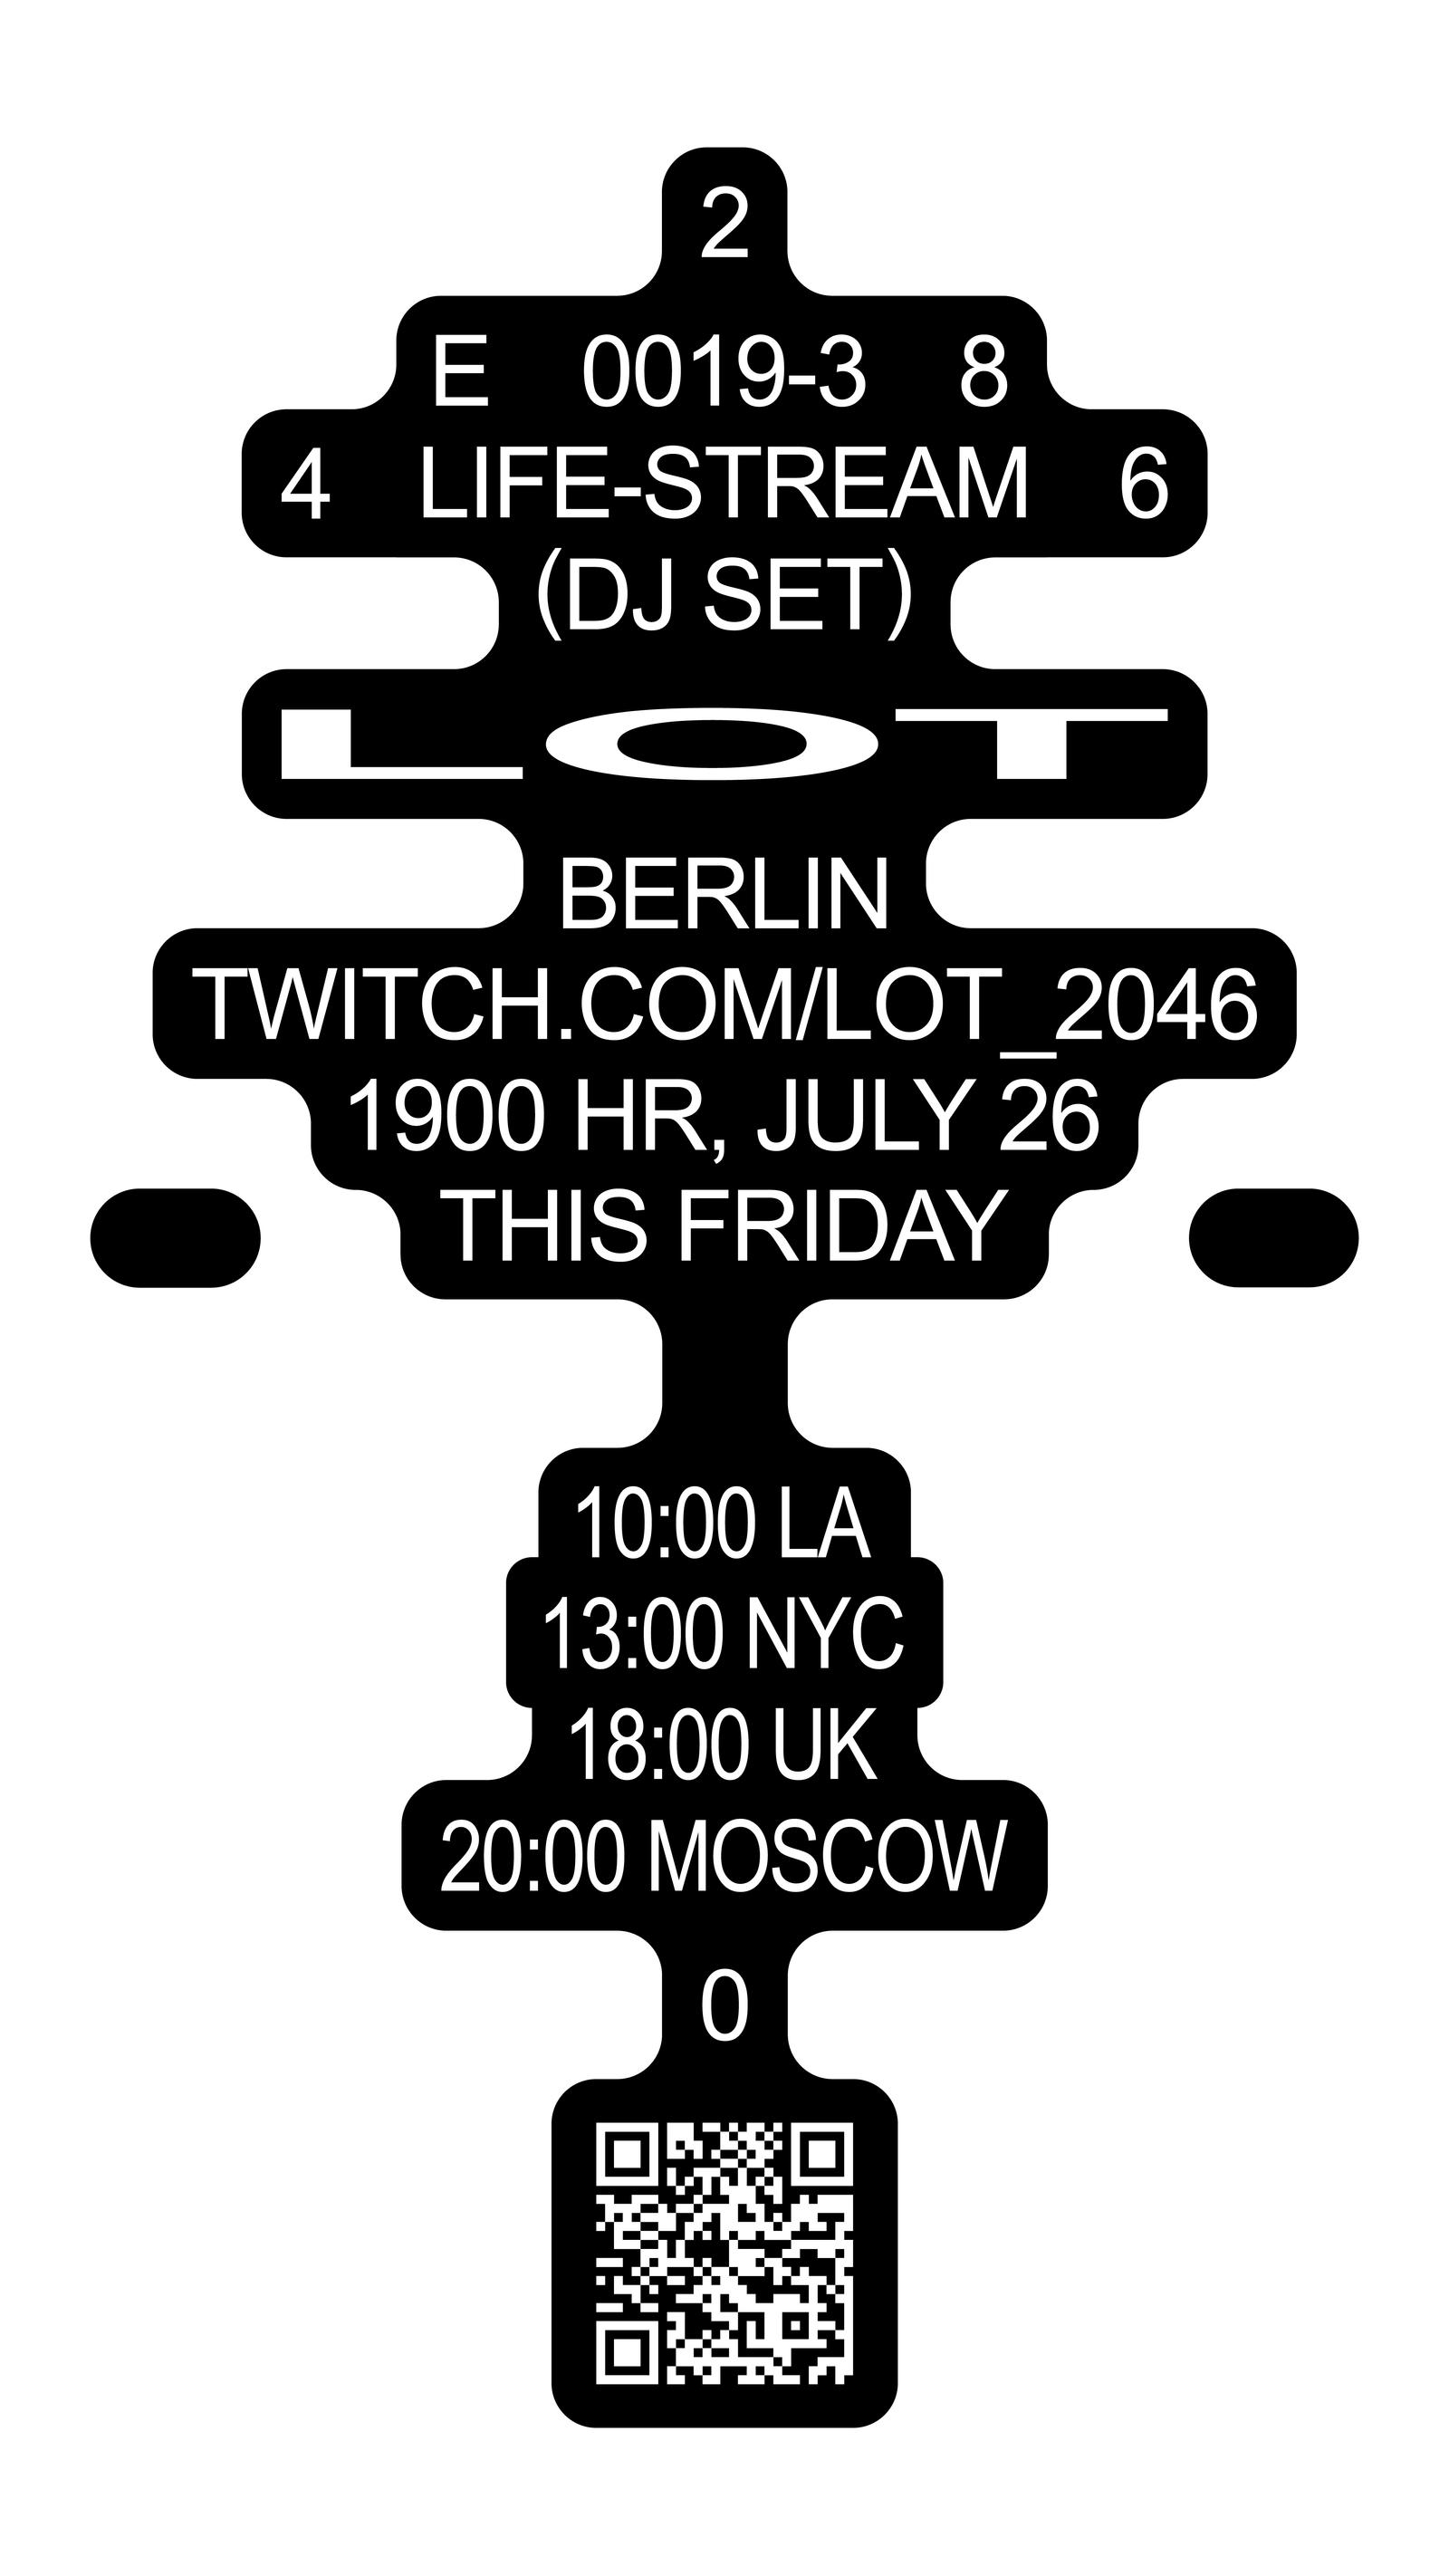 2
E 0019-3 8
4 LIFE-STREAM 6
(DJ SET)
LOT
BERLIN
TWITCH.COM/LOT_2046
1900 HR, JULY 26
THIS FRIDAY
10:00 LA
13:00 NYC
18:00 UK
20:00 MOSCOW
0